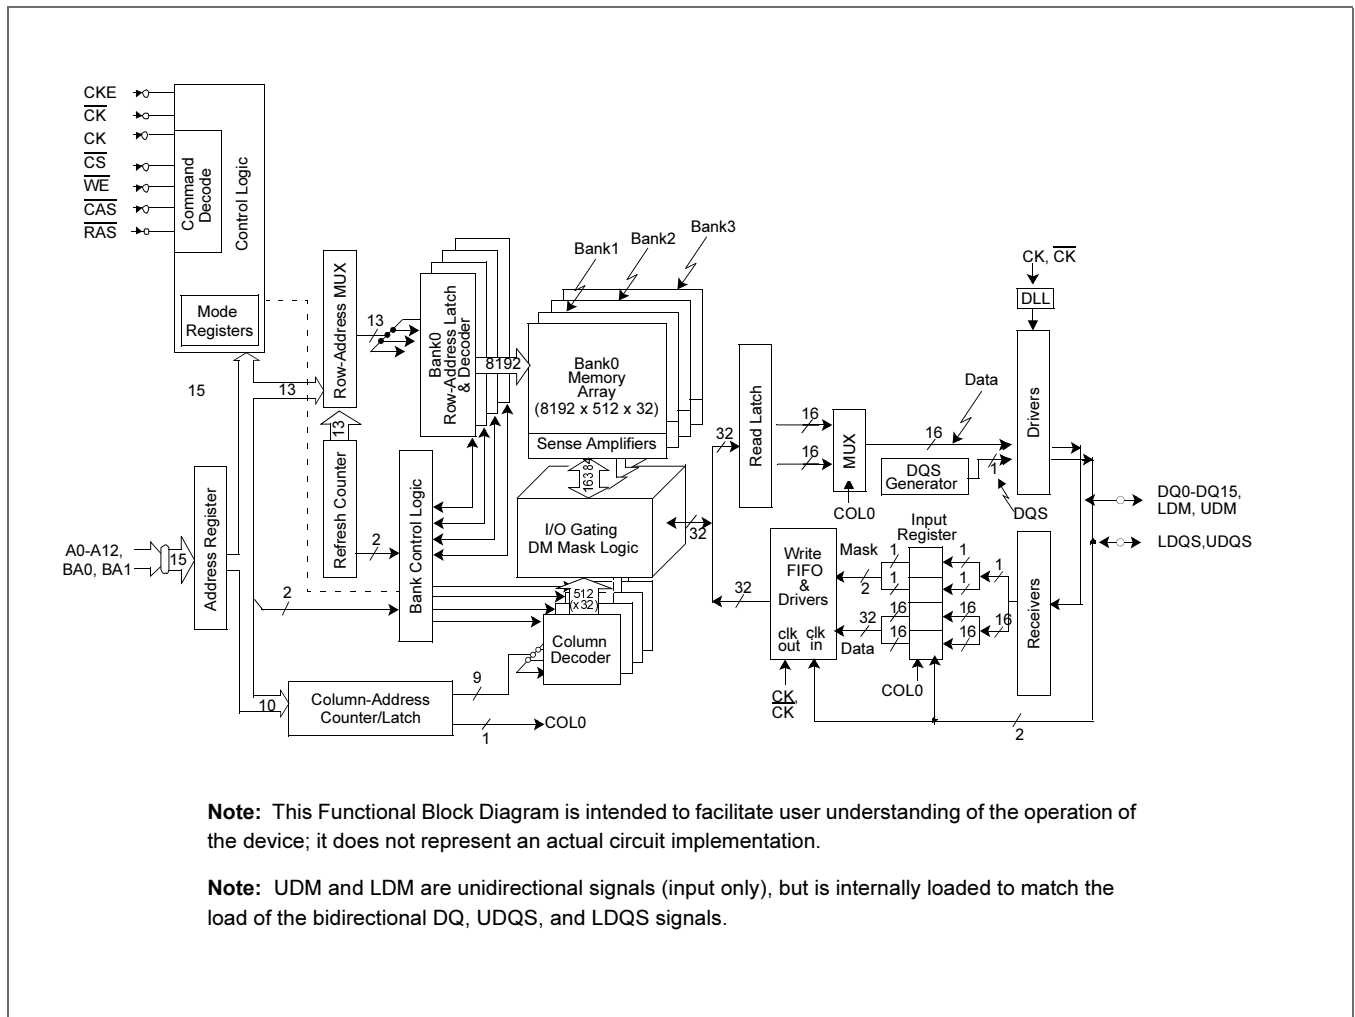 CKE
CK
CK
CS
WE
CAS
RAS
Command
Decode
Control Logic
Mode
Registers
15
13
Row-Address MUX
13
Refresh Counter
13
Bank0
Row-Address Latch
& Decoder
8192
Bank1
Bank2
Bank3
Bank0
Memory
Array
(8192 x 512 x 32)
Sense Amplifiers
16384
I/O Gating
DM Mask Logic
32
512
(x32)
Column
Decoder
Bank Control Logic
2
2
A0-A12,
BA0, BA1
15
Address Register
10
Column-Address
Counter/Latch
9
1
COL0
32
Read Latch
16
16
MUX
COL0
16
Data
DQS
Generator
1
DQS
CK, CK
DLL
Drivers
DQ0-DQ15,
LDM, UDM
LDQS,UDQS
32
Write
FIFO
&
Drivers
clk
out
clk
in
CK,
CK
Mask
2
32
Data
Input
Register
1
1
16
16
COL0
1
1
16
16
1
16
Receivers
2
Note: This Functional Block Diagram is intended to facilitate user understanding of the operation of
the device; it does not represent an actual circuit implementation.
Note: UDM and LDM are unidirectional signals (input only), but is internally loaded to match the
load of the bidirectional DQ, UDQS, and LDQS signals.